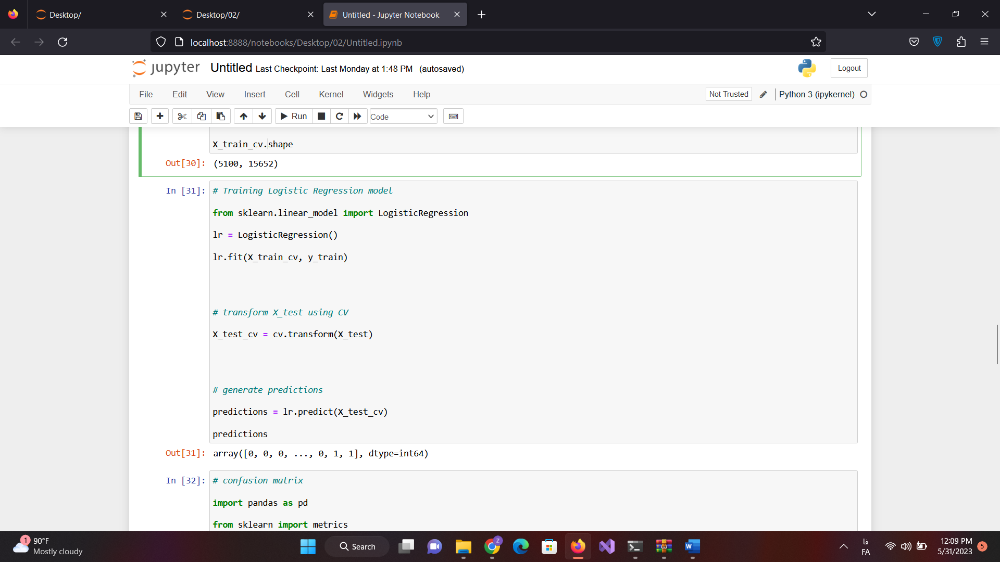 Desktop/
Desktop/02/
Untitled - Jupyter Notebook
localhost:8888/notebooks/Desktop/02/Untitled.ipynb
jupyter Untitled Last Checkpoint: Last Monday at 1:48 PM (autosaved)
Logout
File Edit View Insert Cell Kernel Widgets Help
Not Trusted
Python 3 (ipykernel)
Run
Code
X_train_cv.shape
Out[30]: (5100, 15652)
In [31]: # Training Logistic Regression model
from sklearn.linear_model import LogisticRegression
lr = LogisticRegression()
lr.fit(X_train_cv, y_train)
# transform X_test using CV
X_test_cv = cv.transform(X_test)
# generate predictions
predictions = lr.predict(X_test_cv)
predictions
Out[31]: array([0, 0, 0, ..., 0, 1, 1], dtype=int64)
In [32]: # confusion matrix
import pandas as pd
from sklearn import metrics
1
90°F
Mostly cloudy
Search
Z
W
فا
FA
12:09 PM
5/31/2023
5